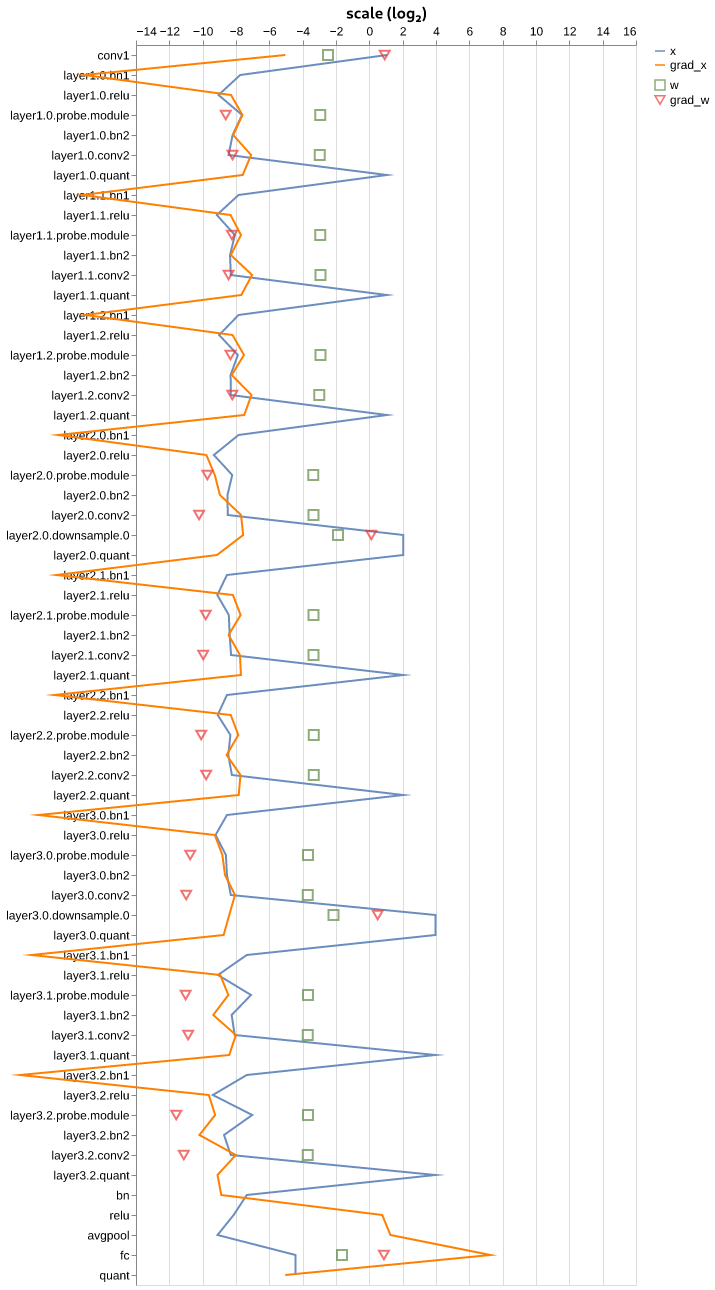 scale (log₂)
−14 −12 −10 −8 −6 −4 −2 0 2 4 6 8 10 12 14 16
x
grad_x
w
grad_w
conv1
layer1.0.bn1
layer1.0.relu
layer1.0.probe.module
layer1.0.bn2
layer1.0.conv2
layer1.0.quant
layer1.1.bn1
layer1.1.relu
layer1.1.probe.module
layer1.1.bn2
layer1.1.conv2
layer1.1.quant
layer1.2.bn1
layer1.2.relu
layer1.2.probe.module
layer1.2.bn2
layer1.2.conv2
layer1.2.quant
layer2.0.bn1
layer2.0.relu
layer2.0.probe.module
layer2.0.bn2
layer2.0.conv2
layer2.0.downsample.0
layer2.0.quant
layer2.1.bn1
layer2.1.relu
layer2.1.probe.module
layer2.1.bn2
layer2.1.conv2
layer2.1.quant
layer2.2.bn1
layer2.2.relu
layer2.2.probe.module
layer2.2.bn2
layer2.2.conv2
layer2.2.quant
layer3.0.bn1
layer3.0.relu
layer3.0.probe.module
layer3.0.bn2
layer3.0.conv2
layer3.0.downsample.0
layer3.0.quant
layer3.1.bn1
layer3.1.relu
layer3.1.probe.module
layer3.1.bn2
layer3.1.conv2
layer3.1.quant
layer3.2.bn1
layer3.2.relu
layer3.2.probe.module
layer3.2.bn2
layer3.2.conv2
layer3.2.quant
bn
relu
avgpool
fc
quant